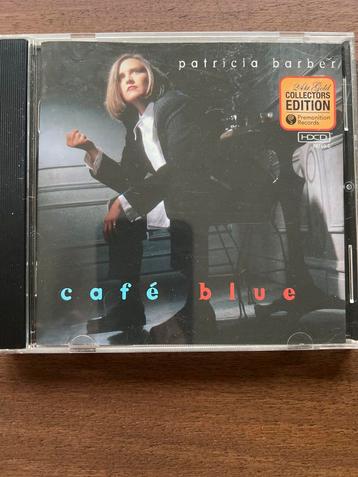 patricia barber
24kt Gold
COLLECTORS
EDITION
Premonition
Records
HDCD
café blue